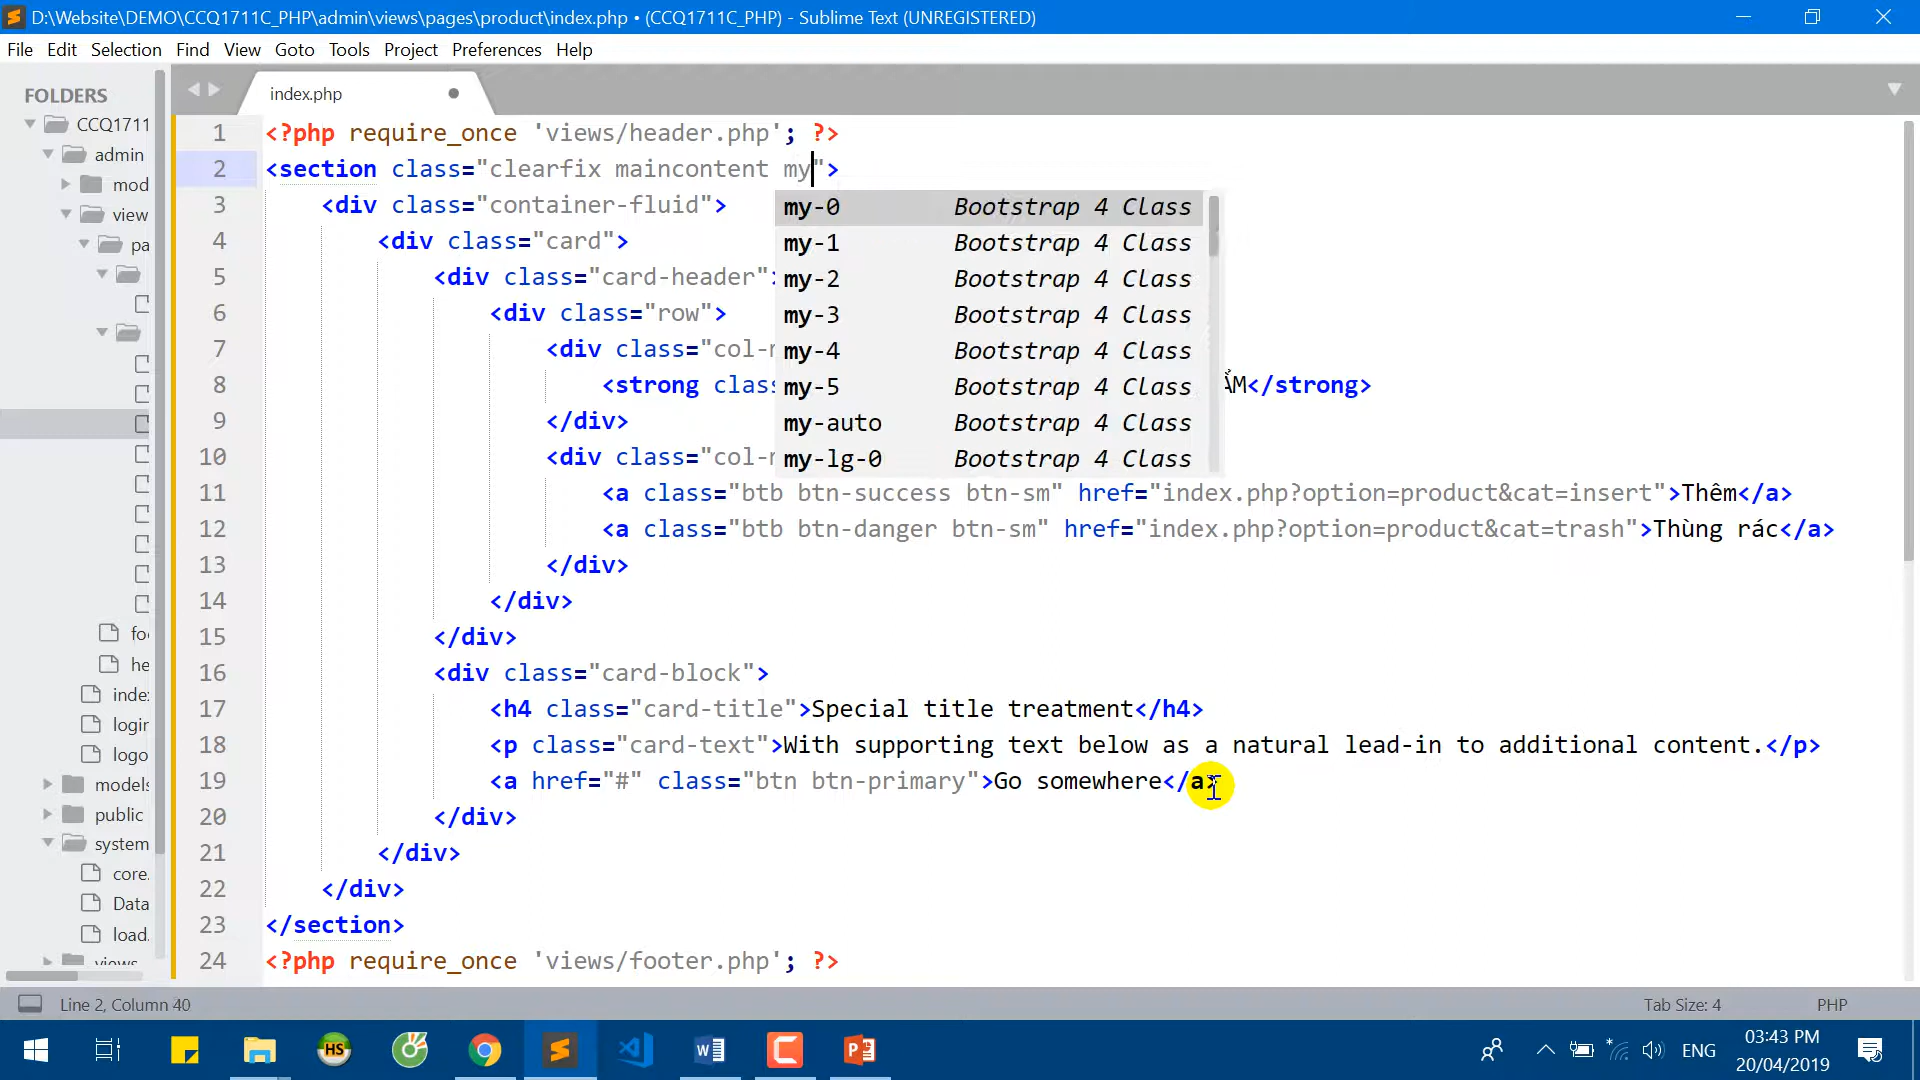 D:\Website\DEMO\CCQ1711C_PHP\admin\views\pages\product\index.php • (CCQ1711C_PHP) - Sublime Text (UNREGISTERED)
File Edit Selection Find View Goto Tools Project Preferences Help
FOLDERS
CCQ1711
admin
mod
view
pa
foo
he
index
login
logo
models
public
system
core.
Data
load.
views
index.php
1 <?php require_once 'views/header.php'; ?>
2 <section class="clearfix maincontent my">
3 <div class="container-fluid">
4 <div class="card">
5 <div class="card-header">
6 <div class="row">
7 <div class="col-
8 <strong clas ẨM</strong>
9 </div>
10 <div class="col-
11 <a class="btb btn-success btn-sm" href="index.php?option=product&cat=insert">Thêm</a>
12 <a class="btb btn-danger btn-sm" href="index.php?option=product&cat=trash">Thùng rác</a>
13 </div>
14 </div>
15 </div>
16 <div class="card-block">
17 <h4 class="card-title">Special title treatment</h4>
18 <p class="card-text">With supporting text below as a natural lead-in to additional content.</p>
19 <a href="#" class="btn btn-primary">Go somewhere</a>
20 </div>
21 </div>
22 </div>
23 </section>
24 <?php require_once 'views/footer.php'; ?>
my-0 Bootstrap 4 Class
my-1 Bootstrap 4 Class
my-2 Bootstrap 4 Class
my-3 Bootstrap 4 Class
my-4 Bootstrap 4 Class
my-5 Bootstrap 4 Class
my-auto Bootstrap 4 Class
my-lg-0 Bootstrap 4 Class
Line 2, Column 40
Tab Size: 4
PHP
HS
ENG
03:43 PM
20/04/2019